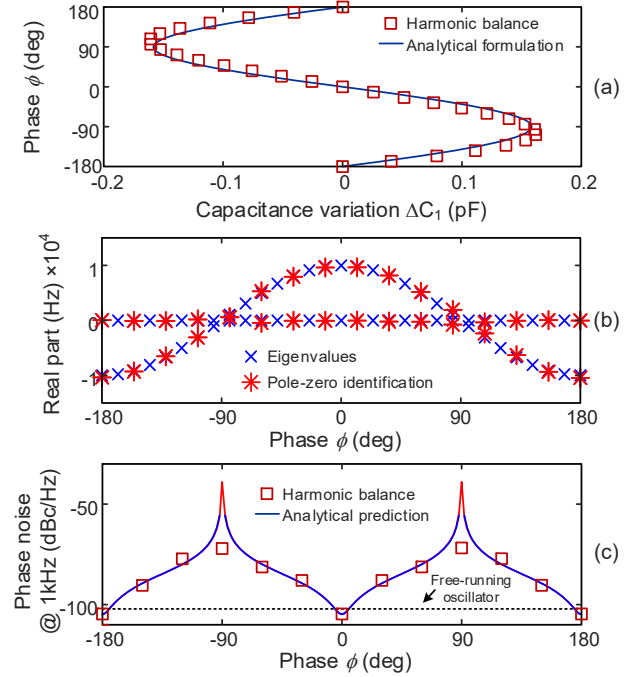 180
90
0
-90
-180
Phase ϕ (deg)
Harmonic balance
Analytical formulation
(a)
-0.2
-0.1
0
0.1
0.2
Capacitance variation ΔC1 (pF)
1
0
-1
Real part (Hz) ×10^4
Eigenvalues
Pole-zero identification
(b)
-180
-90
0
90
180
Phase ϕ (deg)
-50
-100
Phase noise
@ 1kHz (dBc/Hz)
Harmonic balance
Analytical prediction
Free-running
oscillator
(c)
-180
-90
0
90
180
Phase ϕ (deg)